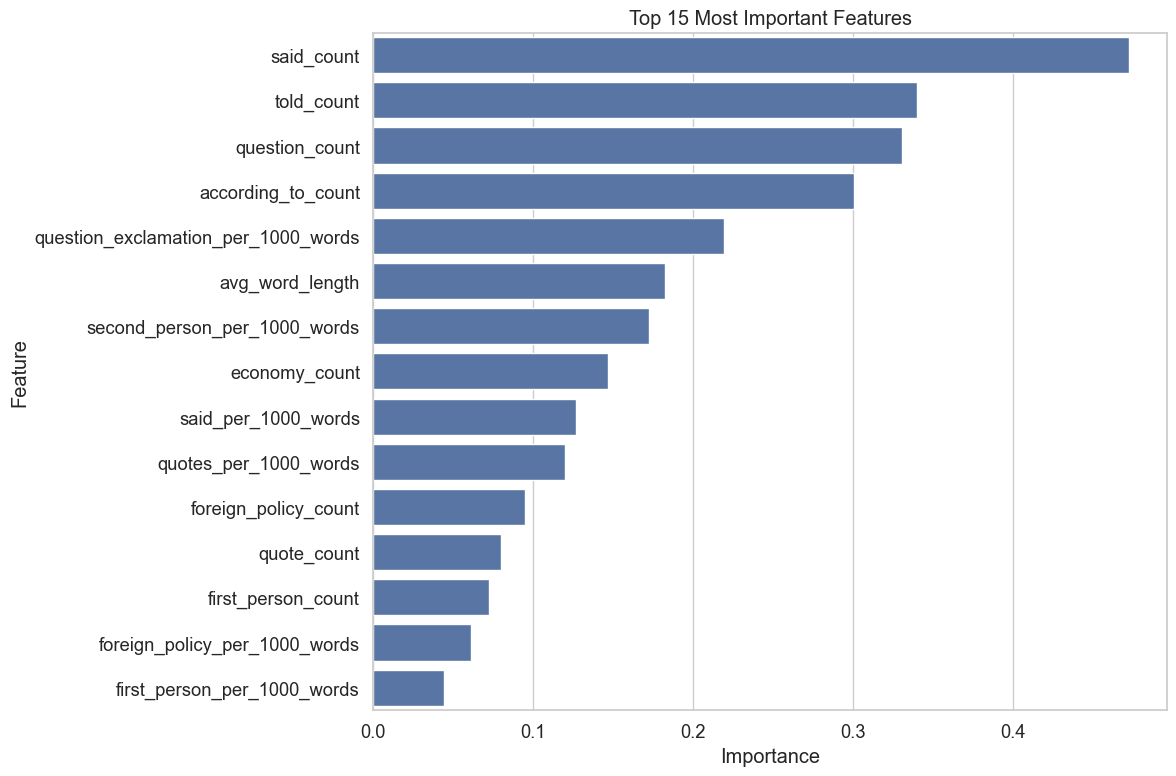 Top 15 Most Important Features
said_count
told_count
question_count
according_to_count
question_exclamation_per_1000_words
avg_word_length
second_person_per_1000_words
economy_count
said_per_1000_words
quotes_per_1000_words
foreign_policy_count
quote_count
first_person_count
foreign_policy_per_1000_words
first_person_per_1000_words
Feature
0.0 0.1 0.2 0.3 0.4
Importance